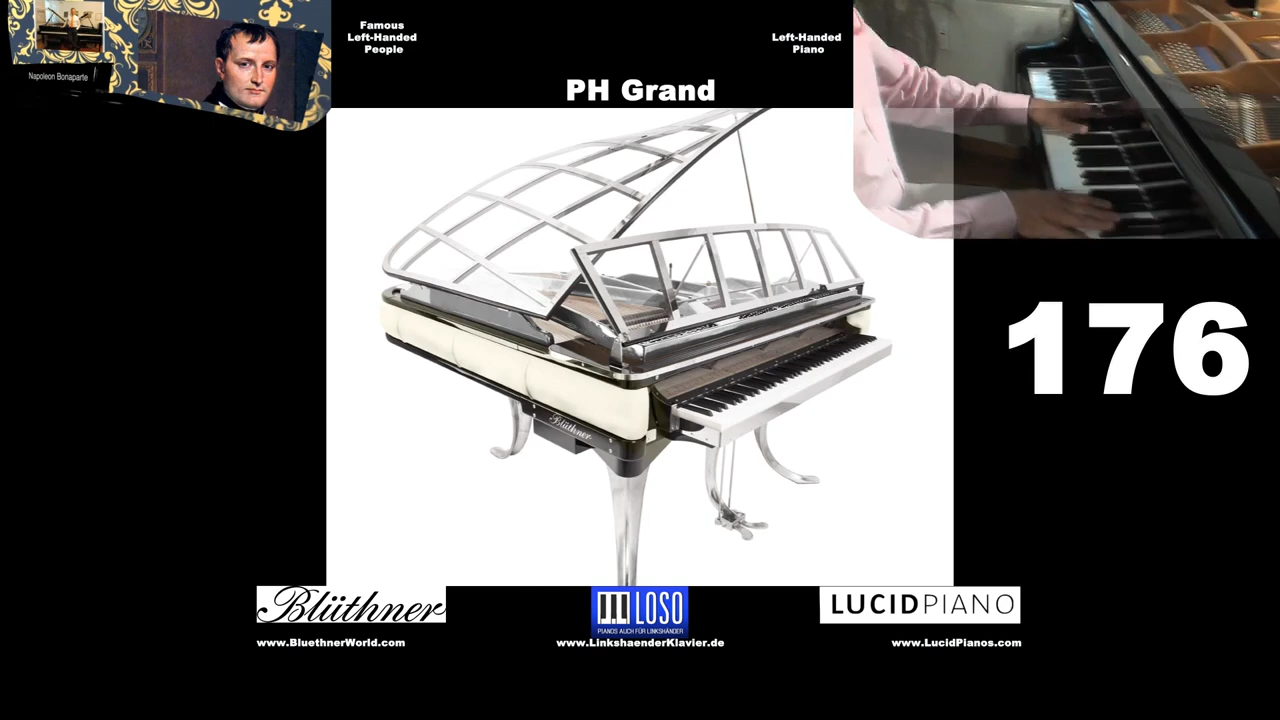 Napoleon Bonaparte
Famous
Left-Handed
People
Left-Handed
Piano
PH Grand
176
Blüthner
Blüthner
www.BluethnerWorld.com
LOSO
PIANOS AUCH FÜR LINKSHÄNDER
www.LinkshaenderKlavier.de
LUCIDPIANO
www.LucidPianos.com